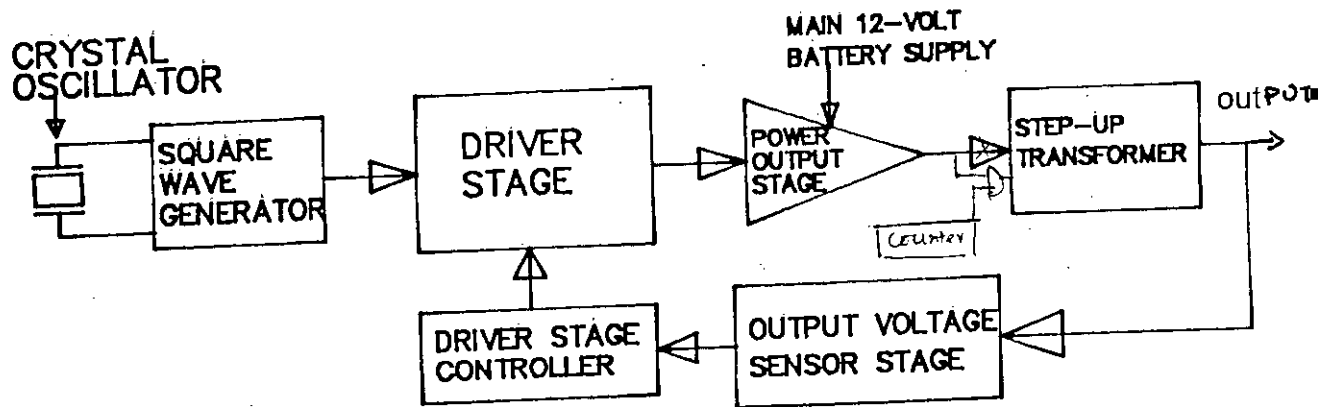 CRYSTAL
OSCILLATOR
SQUARE
WAVE
GENERATOR
DRIVER
STAGE
MAIN 12-VOLT
BATTERY SUPPLY
POWER
OUTPUT
STAGE
STEP-UP
TRANSFORMER
outPUT
Counter
DRIVER STAGE
CONTROLLER
OUTPUT VOLTAGE
SENSOR STAGE